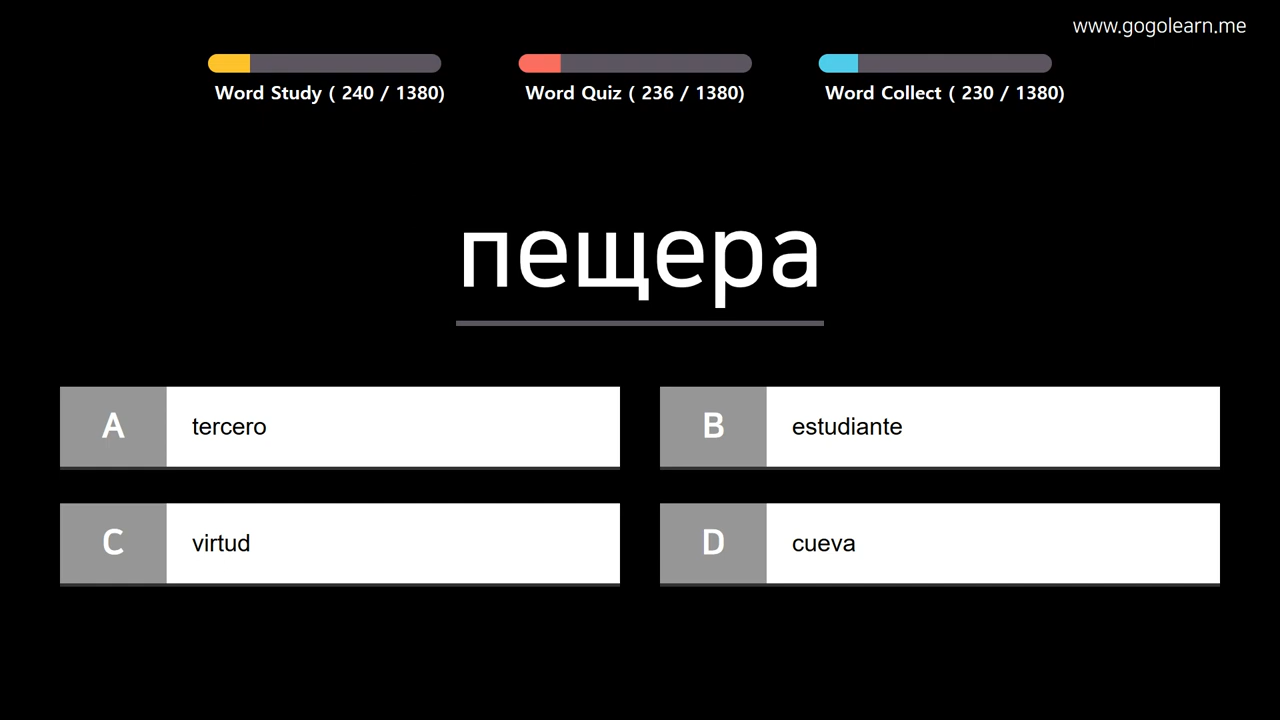 www.gogolearn.me
Word Study ( 240 / 1380)
Word Quiz ( 236 / 1380)
Word Collect ( 230 / 1380)
пещера
A tercero
B estudiante
C virtud
D cueva